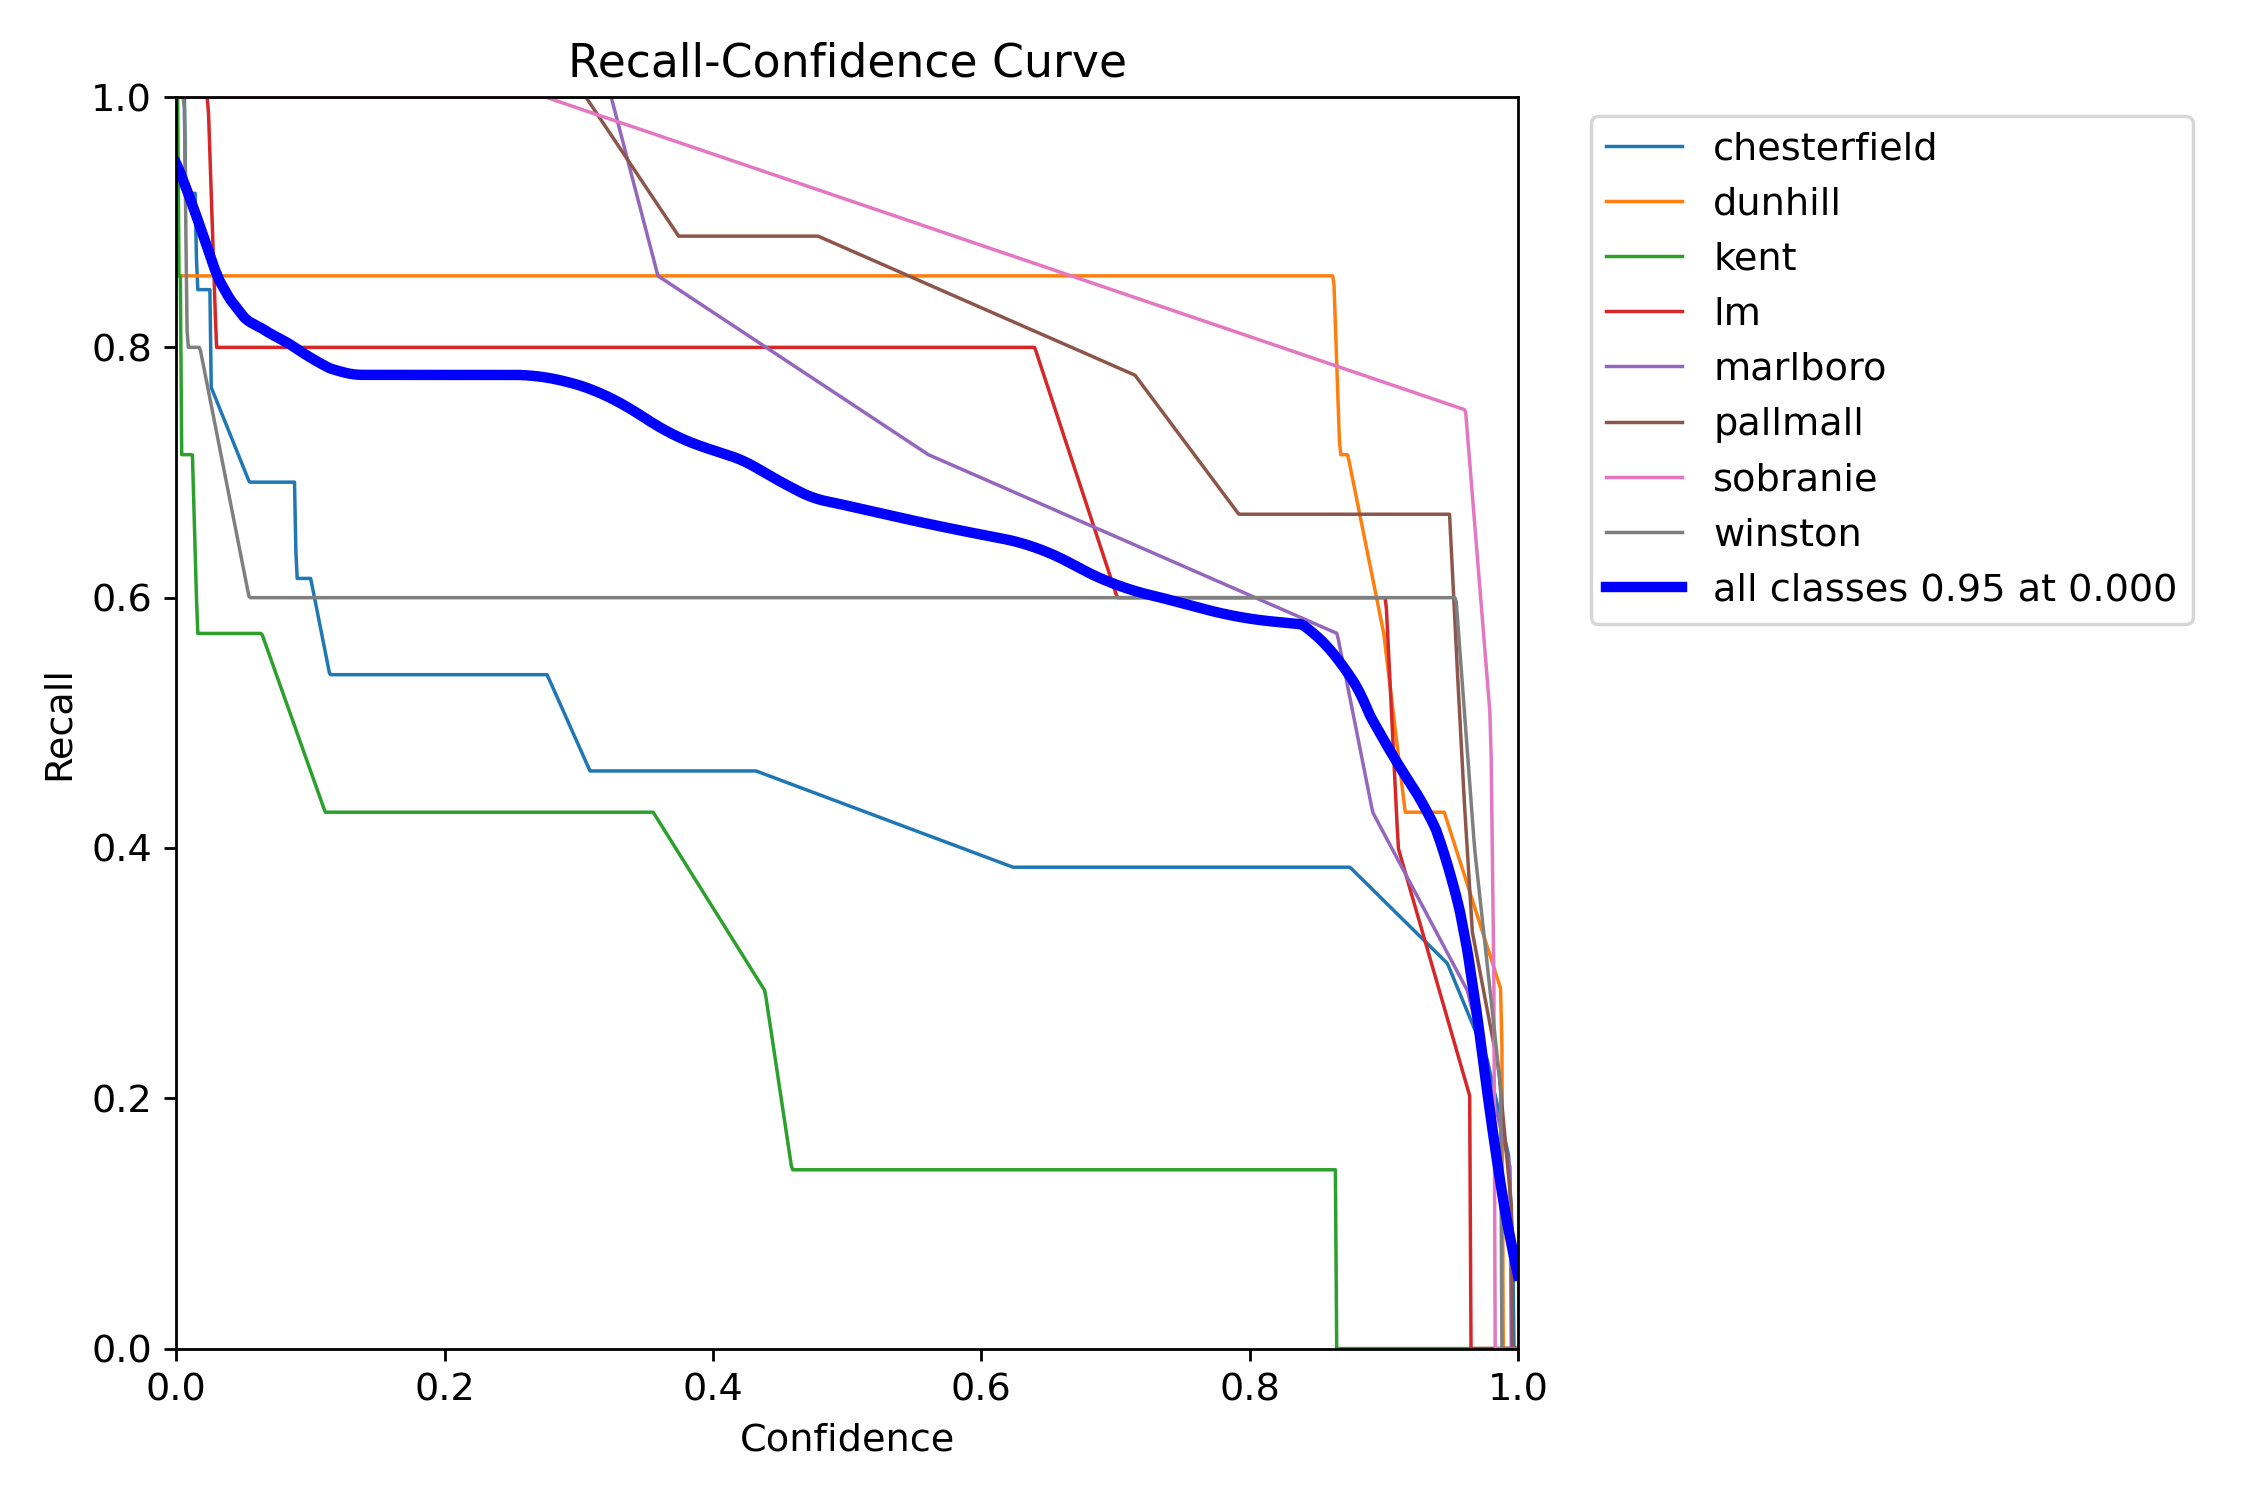 Recall-Confidence Curve
1.0
0.8
0.6
0.4
0.2
0.0
Recall
0.0 0.2 0.4 0.6 0.8 1.0
Confidence
chesterfield
dunhill
kent
lm
marlboro
pallmall
sobranie
winston
all classes 0.95 at 0.000